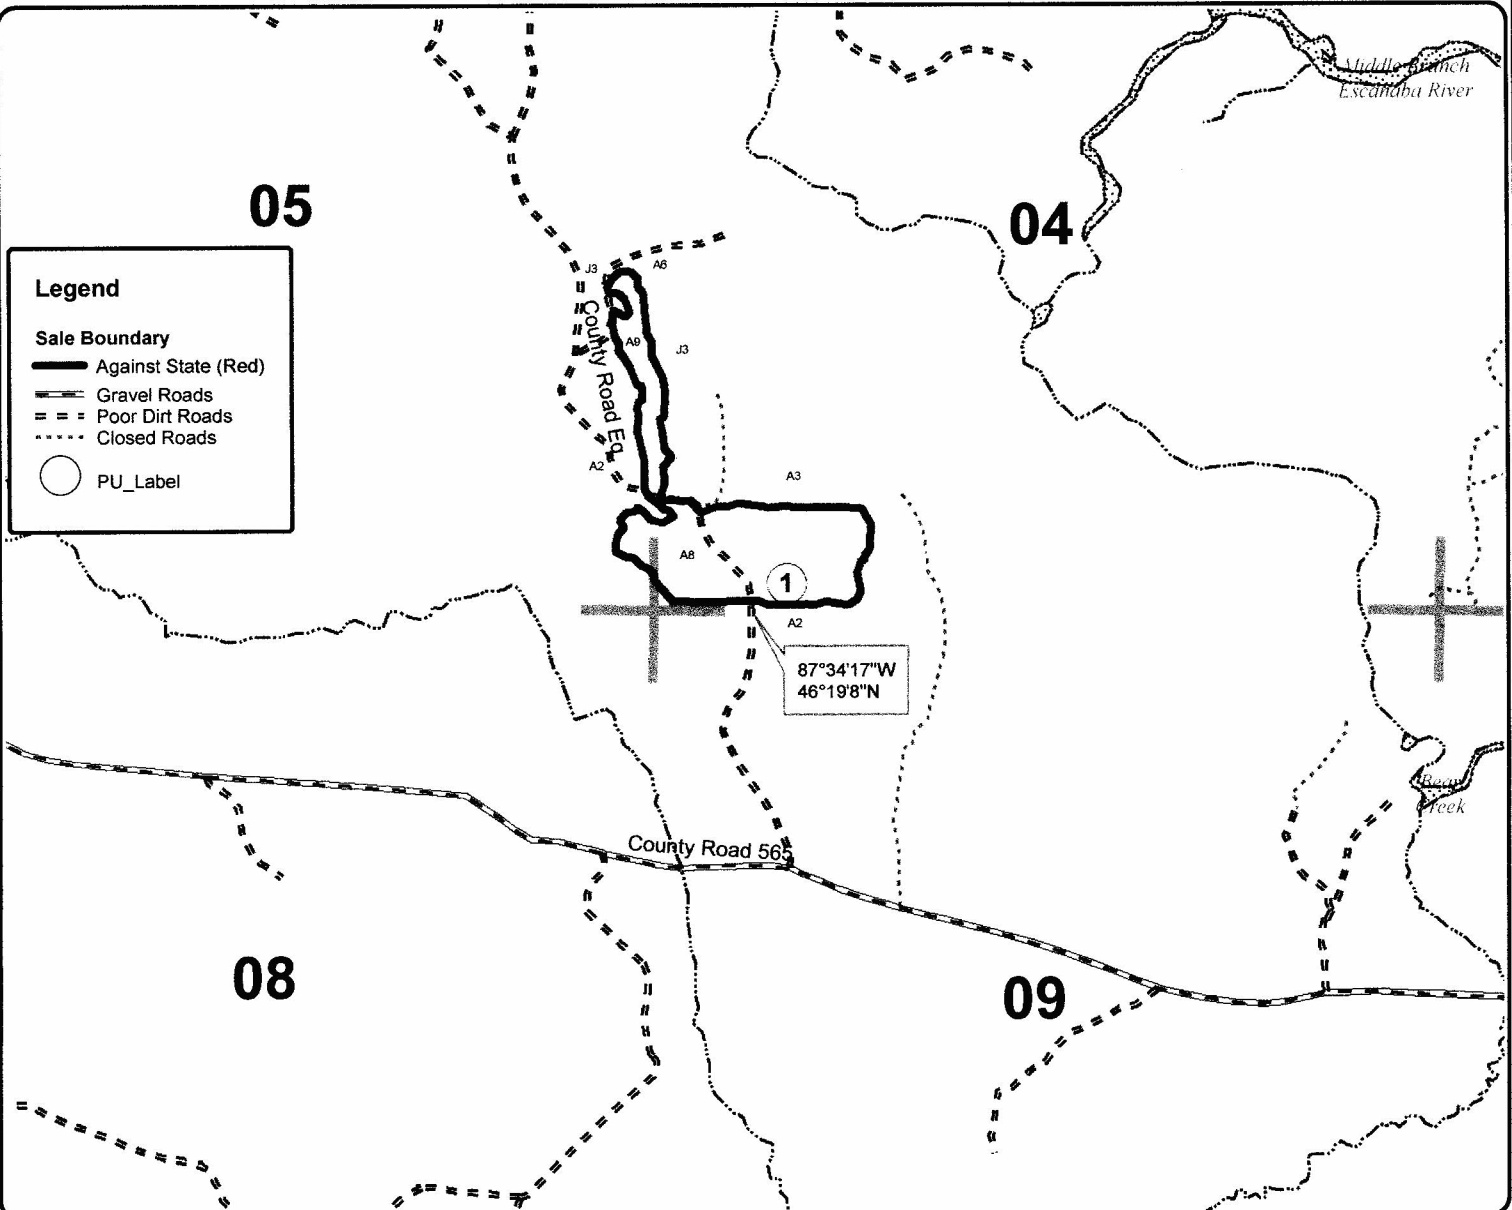 Middle Branch
Escanaba River
05
04
Legend
Sale Boundary
Against State (Red)
Gravel Roads
Poor Dirt Roads
Closed Roads
PU_Label
J3
A6
County Road Eq
A9
J3
A2
A3
A8
1
A2
87°34'17"W
46°19'8"N
County Road 565
Creek
08
09